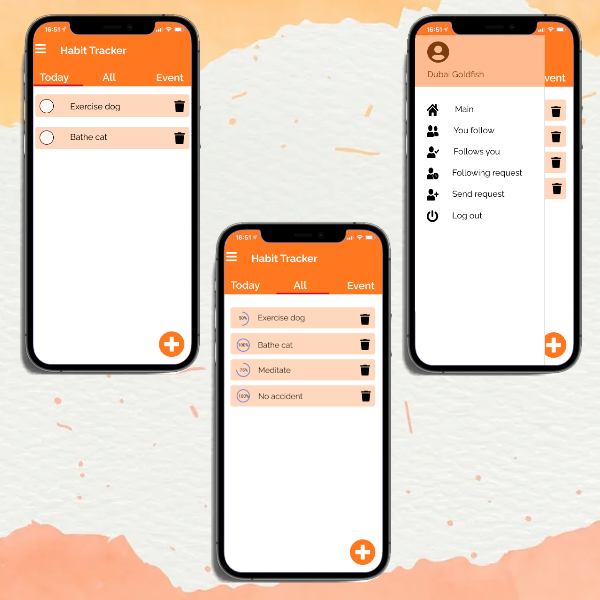 16:51
Habit Tracker
Today All Event
Exercise dog
Bathe cat
16:51
Dubai Goldfish
vent
Main
You follow
Follows you
Following request
Send request
Log out
16:51
Habit Tracker
Today All Event
50% Exercise dog
100% Bathe cat
75% Meditate
100% No accident